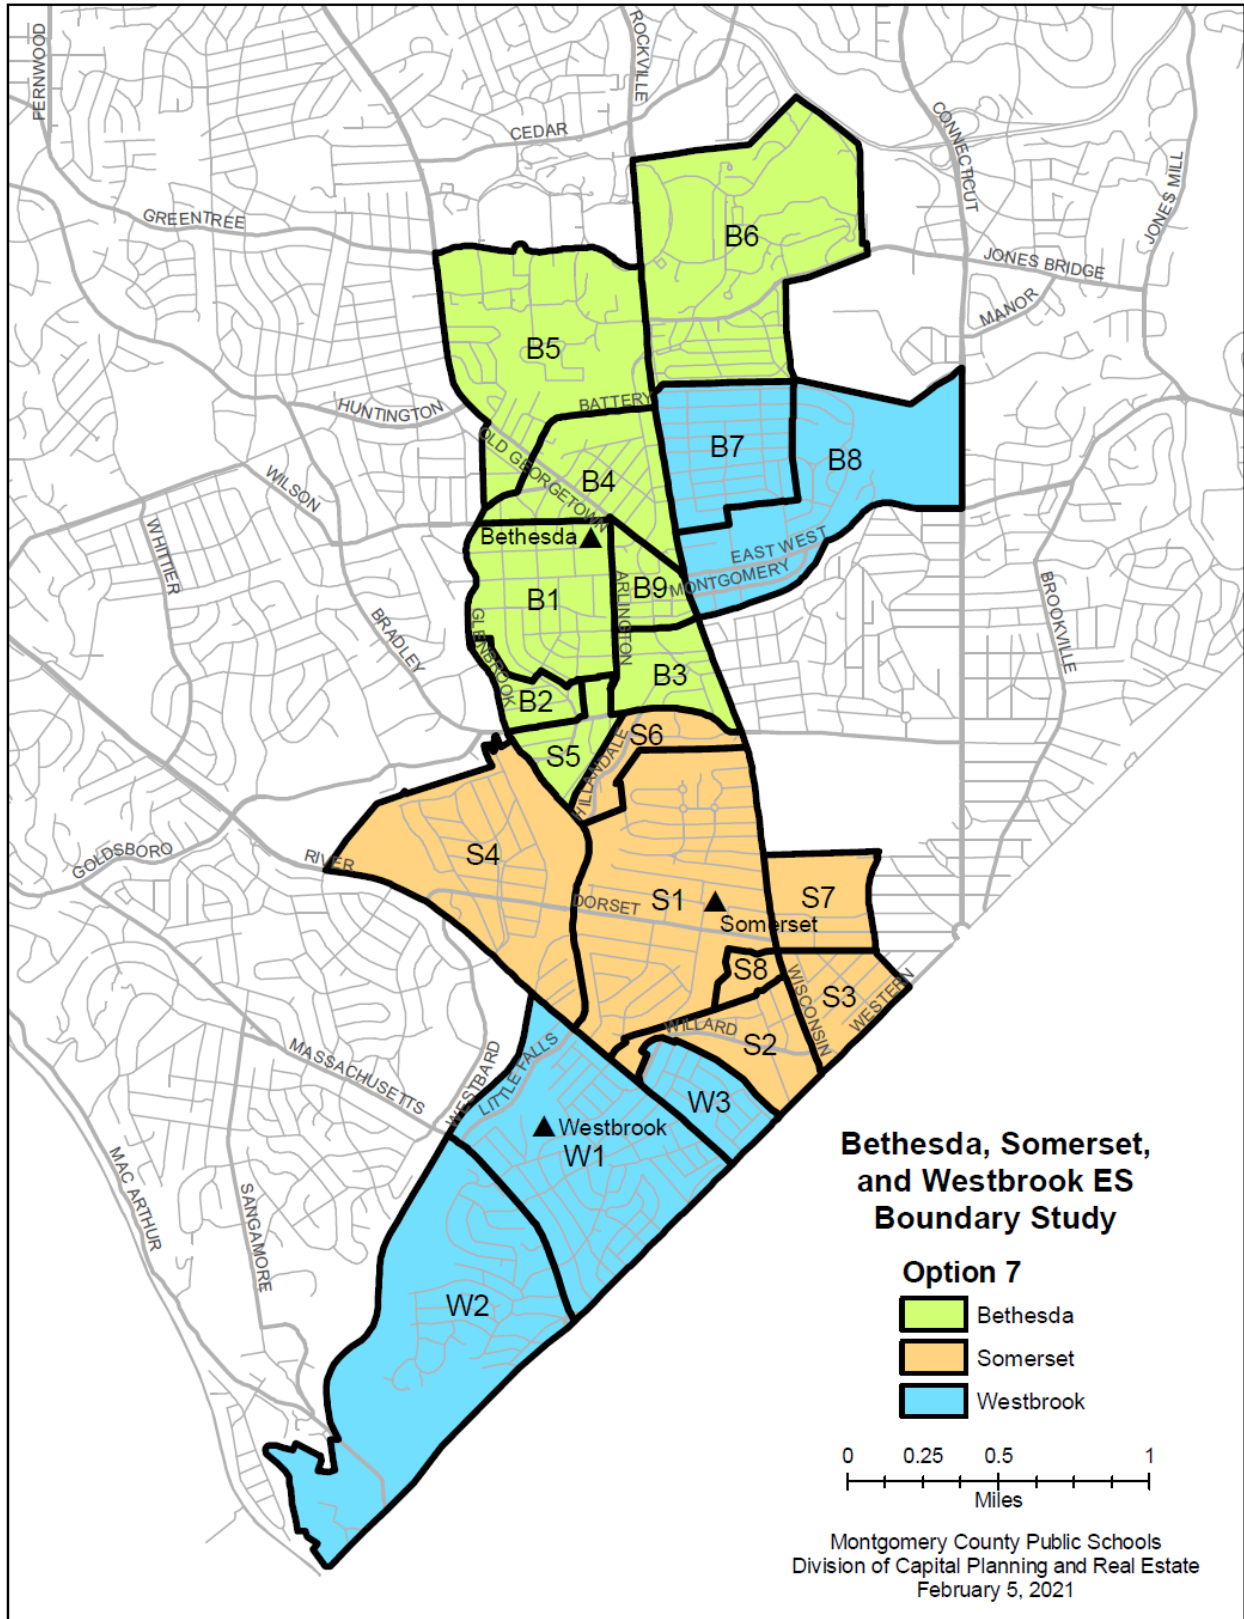 FERNWOOD
ROCKVILLE
CEDAR
CONNECTICUT
JONES MILL
GREENTREE
B6
JONES BRIDGE
MANOR
B5
HUNTINGTON
BATTERY
OLD GEORGETOWN
B7
B8
B4
WILSON
WHITTIER
Bethesda
EAST WEST
MONTGOMERY
ARLINGTON
B9
B1
BROOKVILLE
GLENBROOK
BRADLEY
B3
B2
S6
S5
HILLANDALE
GOLDSBORO
RIVER
S4
S1
DORSET
S7
Somerset
S8
WISCONSIN
S3
WESTERN
WILLARD
S2
MASSACHUSETTS
WESTBARD
LITTLE FALLS
W3
Westbrook
W1
MAC ARTHUR
SANGAMORE
W2
Bethesda, Somerset,
and Westbrook ES
Boundary Study
Option 7
Bethesda
Somerset
Westbrook
0 0.25 0.5 1
Miles
Montgomery County Public Schools
Division of Capital Planning and Real Estate
February 5, 2021